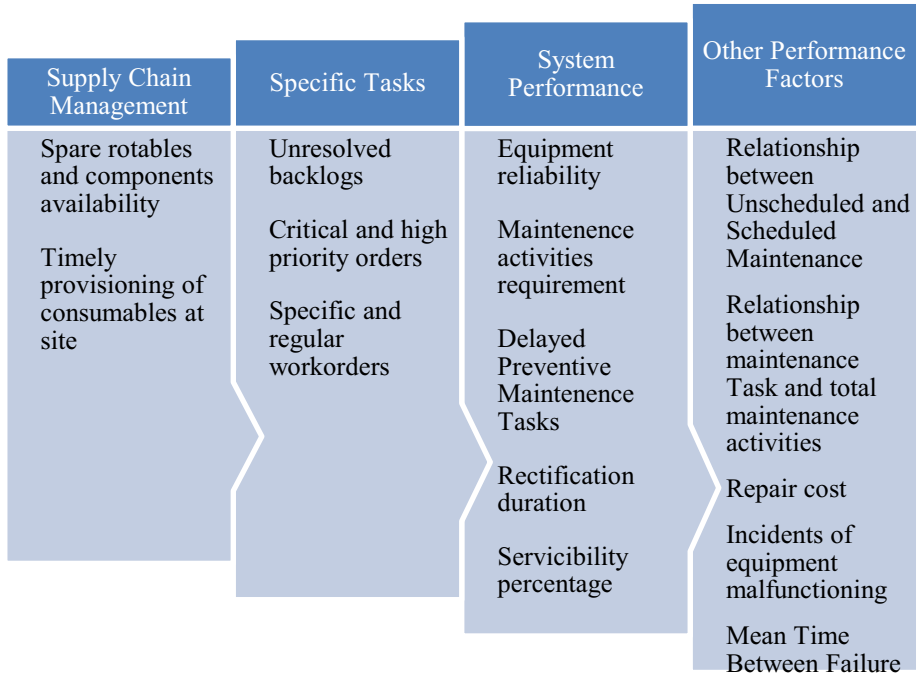 Supply Chain
Management
Spare rotables
and components
availability
Timely
provisioning of
consumables at
site
Specific Tasks
Unresolved
backlogs
Critical and high
priority orders
Specific and
regular
workorders
System
Performance
Equipment
reliability
Maintenence
activities
requirement
Delayed
Preventive
Maintenence
Tasks
Rectification
duration
Servicibility
percentage
Other Performance
Factors
Relationship
between
Unscheduled and
Scheduled
Maintenance
Relationship
between
maintenance
Task and total
maintenance
activities
Repair cost
Incidents of
equipment
malfunctioning
Mean Time
Between Failure